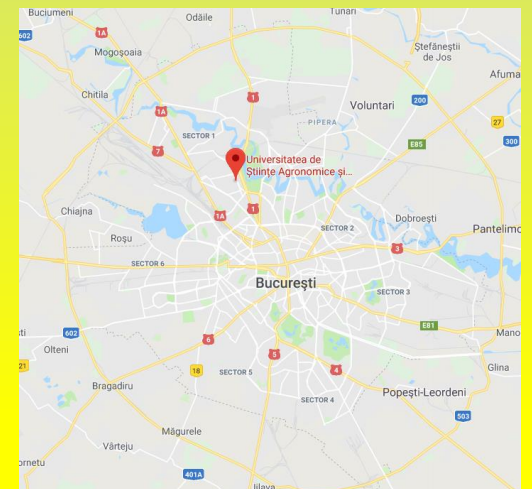 Buciumeni
Odăile
Tunari
602
1A
Mogoșoaia
Ștefăneștii
de Jos
Afuma
Chitila
1
1A
Voluntari
200
PIPERA
27
SECTOR 1
E85
300
7
Universitatea de
Științe Agronomice și...
Chiajna
1A
1
Dobroești
Pantelimo
Roșu
SECTOR 2
3
SECTOR 6
București
SECTOR 3
602
E81
ti
Mano
6
Olteni
5
21
18
SECTOR 5
4
Glina
Bragadiru
Popești-Leordeni
SECTOR 4
503
Măgurele
Vârteju
ornetu
401A
Jilava